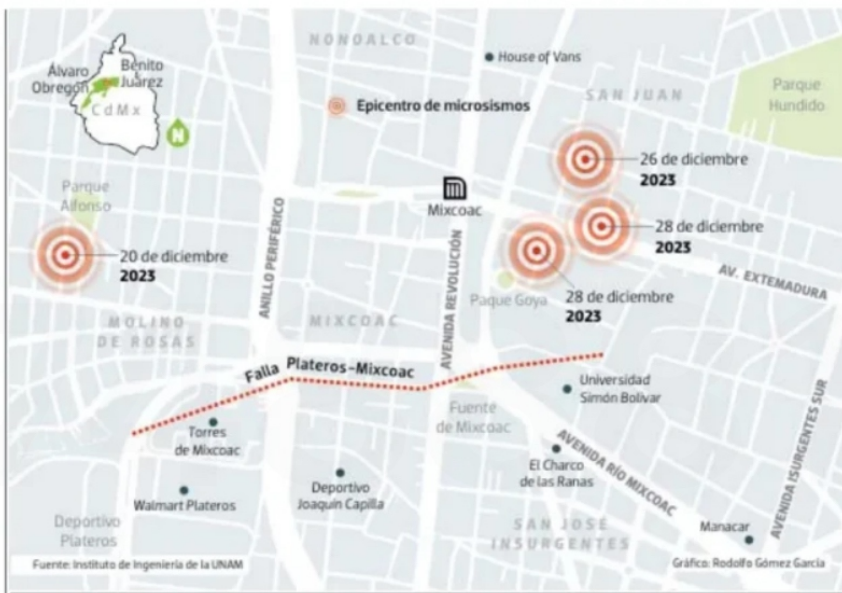 NONOALCO
House of Vans
Álvaro
Obregón
Benito
Juárez
CdMx
N
Epicentro de microsismos
SAN JUAN
Parque
Hundido
26 de diciembre
2023
Parque
Alfonso
Mixcoac
28 de diciembre
2023
20 de diciembre
2023
ANILLO PERIFÉRICO
AVENIDA REVOLUCIÓN
Paque Goya
28 de diciembre
2023
AV. EXTREMADURA
MOLINO
DE ROSAS
MIXCOAC
Falla Plateros-Mixcoac
Universidad
Simón Bolivar
Fuente
de Mixcoac
Torres
de Mixcoac
El Charco
de las Ranas
AVENIDA RÍO MIXCOAC
AVENIDA ISURGENTES SUR
Walmart Plateros
Deportivo
Joaquín Capilla
Deportivo
Plateros
SAN JOSÉ
INSURGENTES
Manacar
Fuente: Instituto de Ingeniería de la UNAM
Gráfico: Rodolfo Gómez García